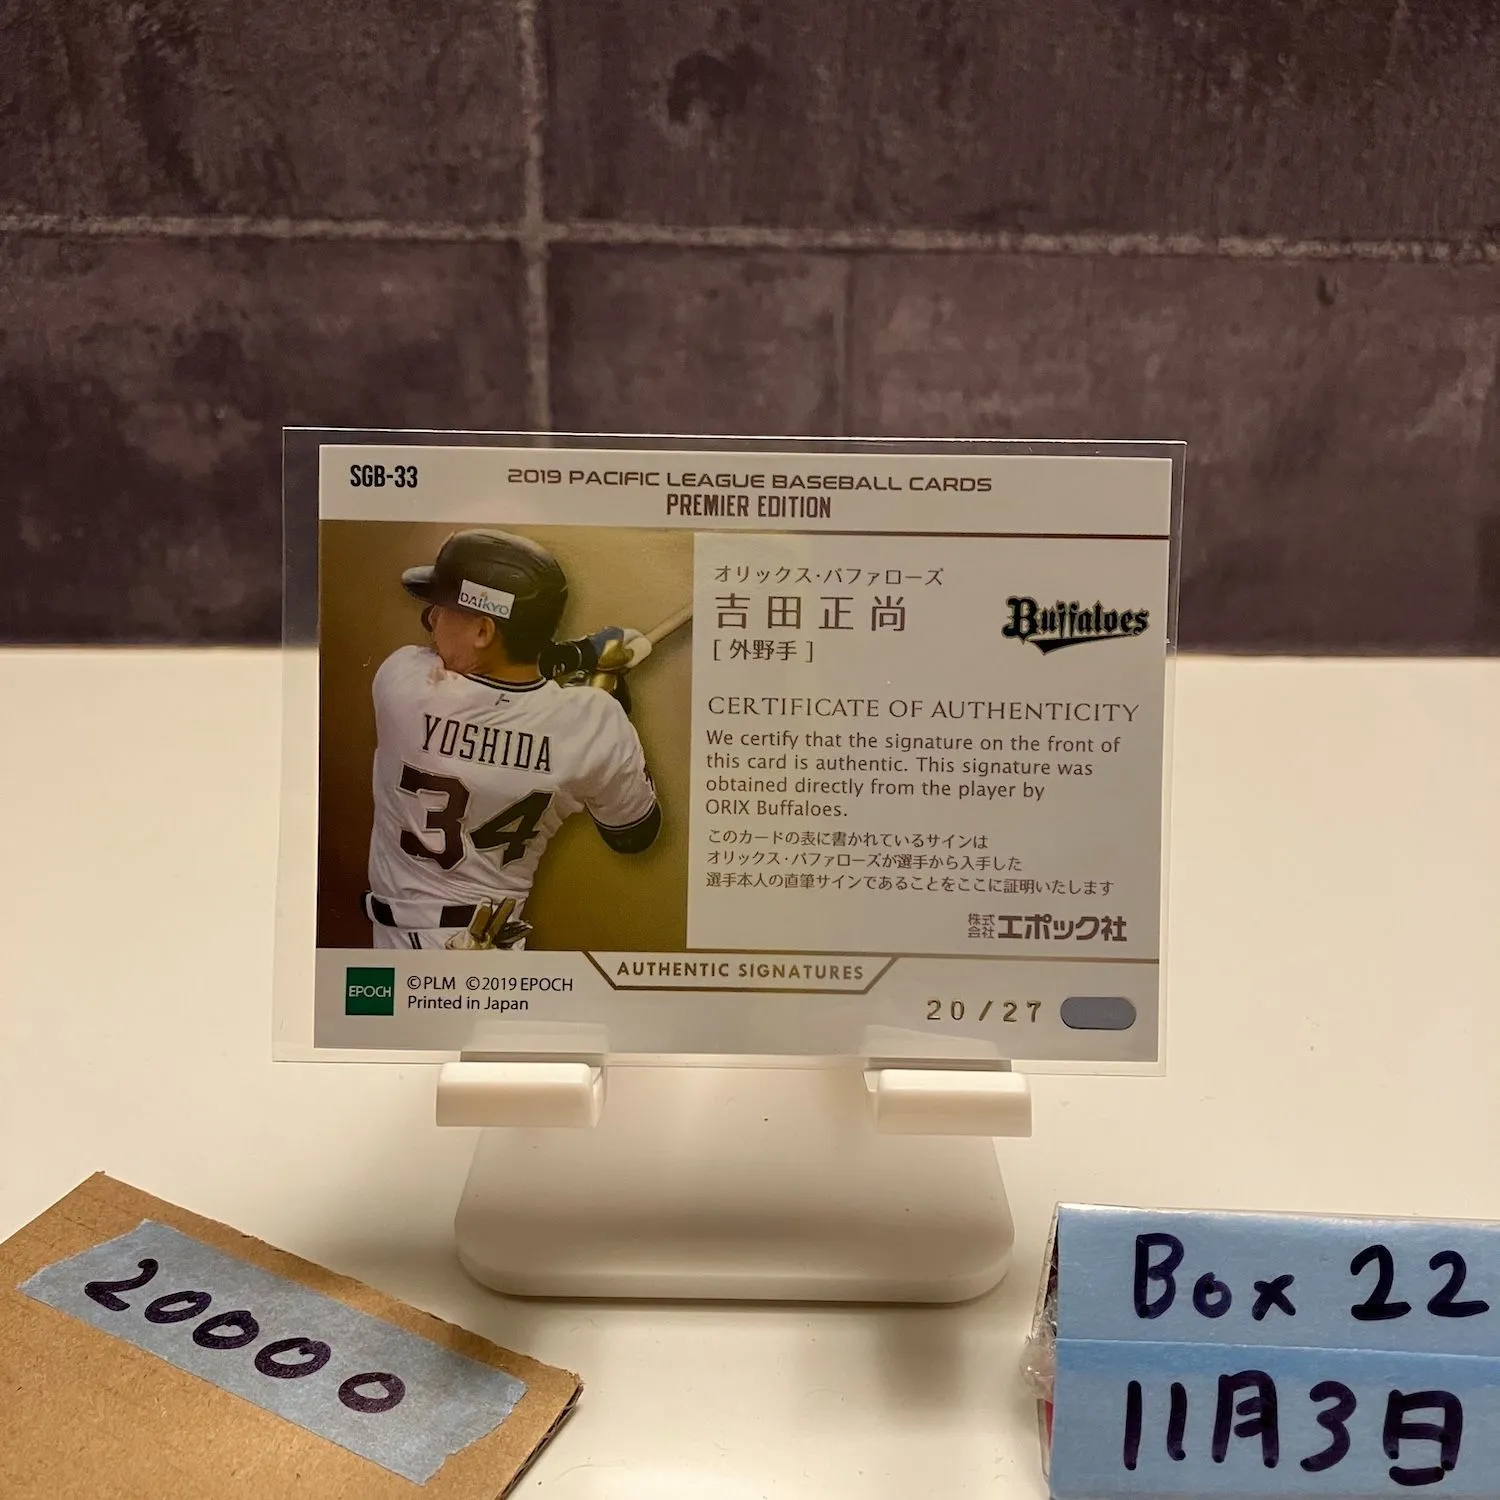 SGB-33
2019 PACIFIC LEAGUE BASEBALL CARDS
PREMIER EDITION
DAIKYO
YOSHIDA
34
オリックス・バファローズ
吉田正尚
[ 外野手 ]
Buffaloes
CERTIFICATE OF AUTHENTICITY
We certify that the signature on the front of
this card is authentic. This signature was
obtained directly from the player by
ORIX Buffaloes.
このカードの表に書かれているサインは
オリックス・バファローズが選手から入手した
選手本人の直筆サインであることをここに証明いたします
株式会社エポック社
EPOCH
©PLM ©2019 EPOCH
Printed in Japan
AUTHENTIC SIGNATURES
20/27
20000
Box 22
11月3日